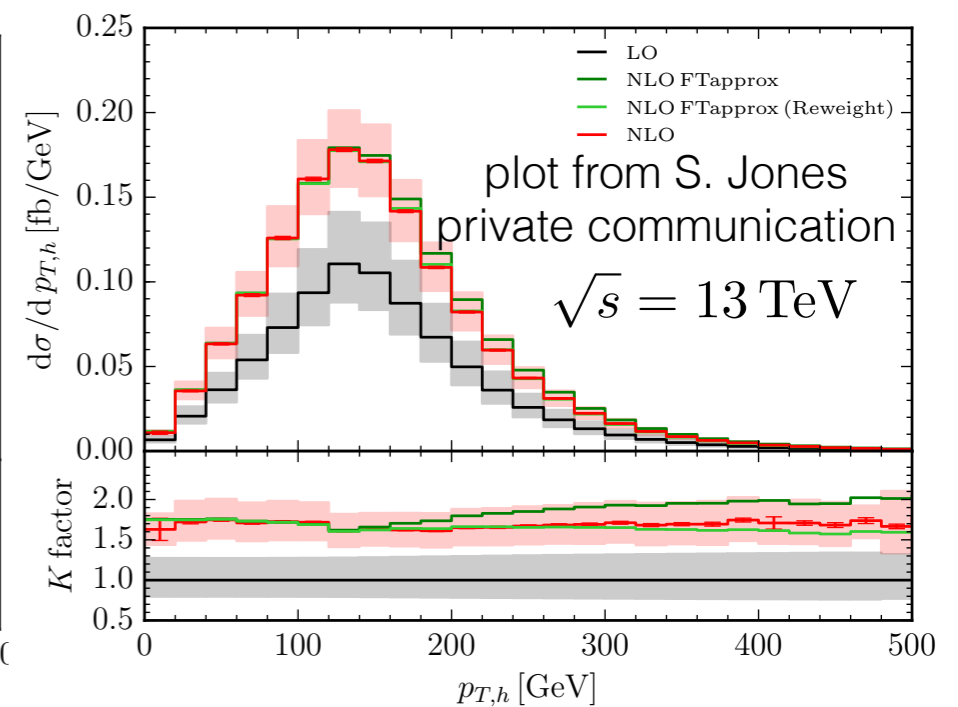 0.25
0.20
0.15
0.10
0.05
0.00
dσ/d p_{T,h} [fb/GeV]
LO
NLO FTapprox
NLO FTapprox (Reweight)
NLO
plot from S. Jones
private communication
√s = 13 TeV
2.0
1.5
1.0
0.5
K factor
0 100 200 300 400 500
p_{T,h} [GeV]